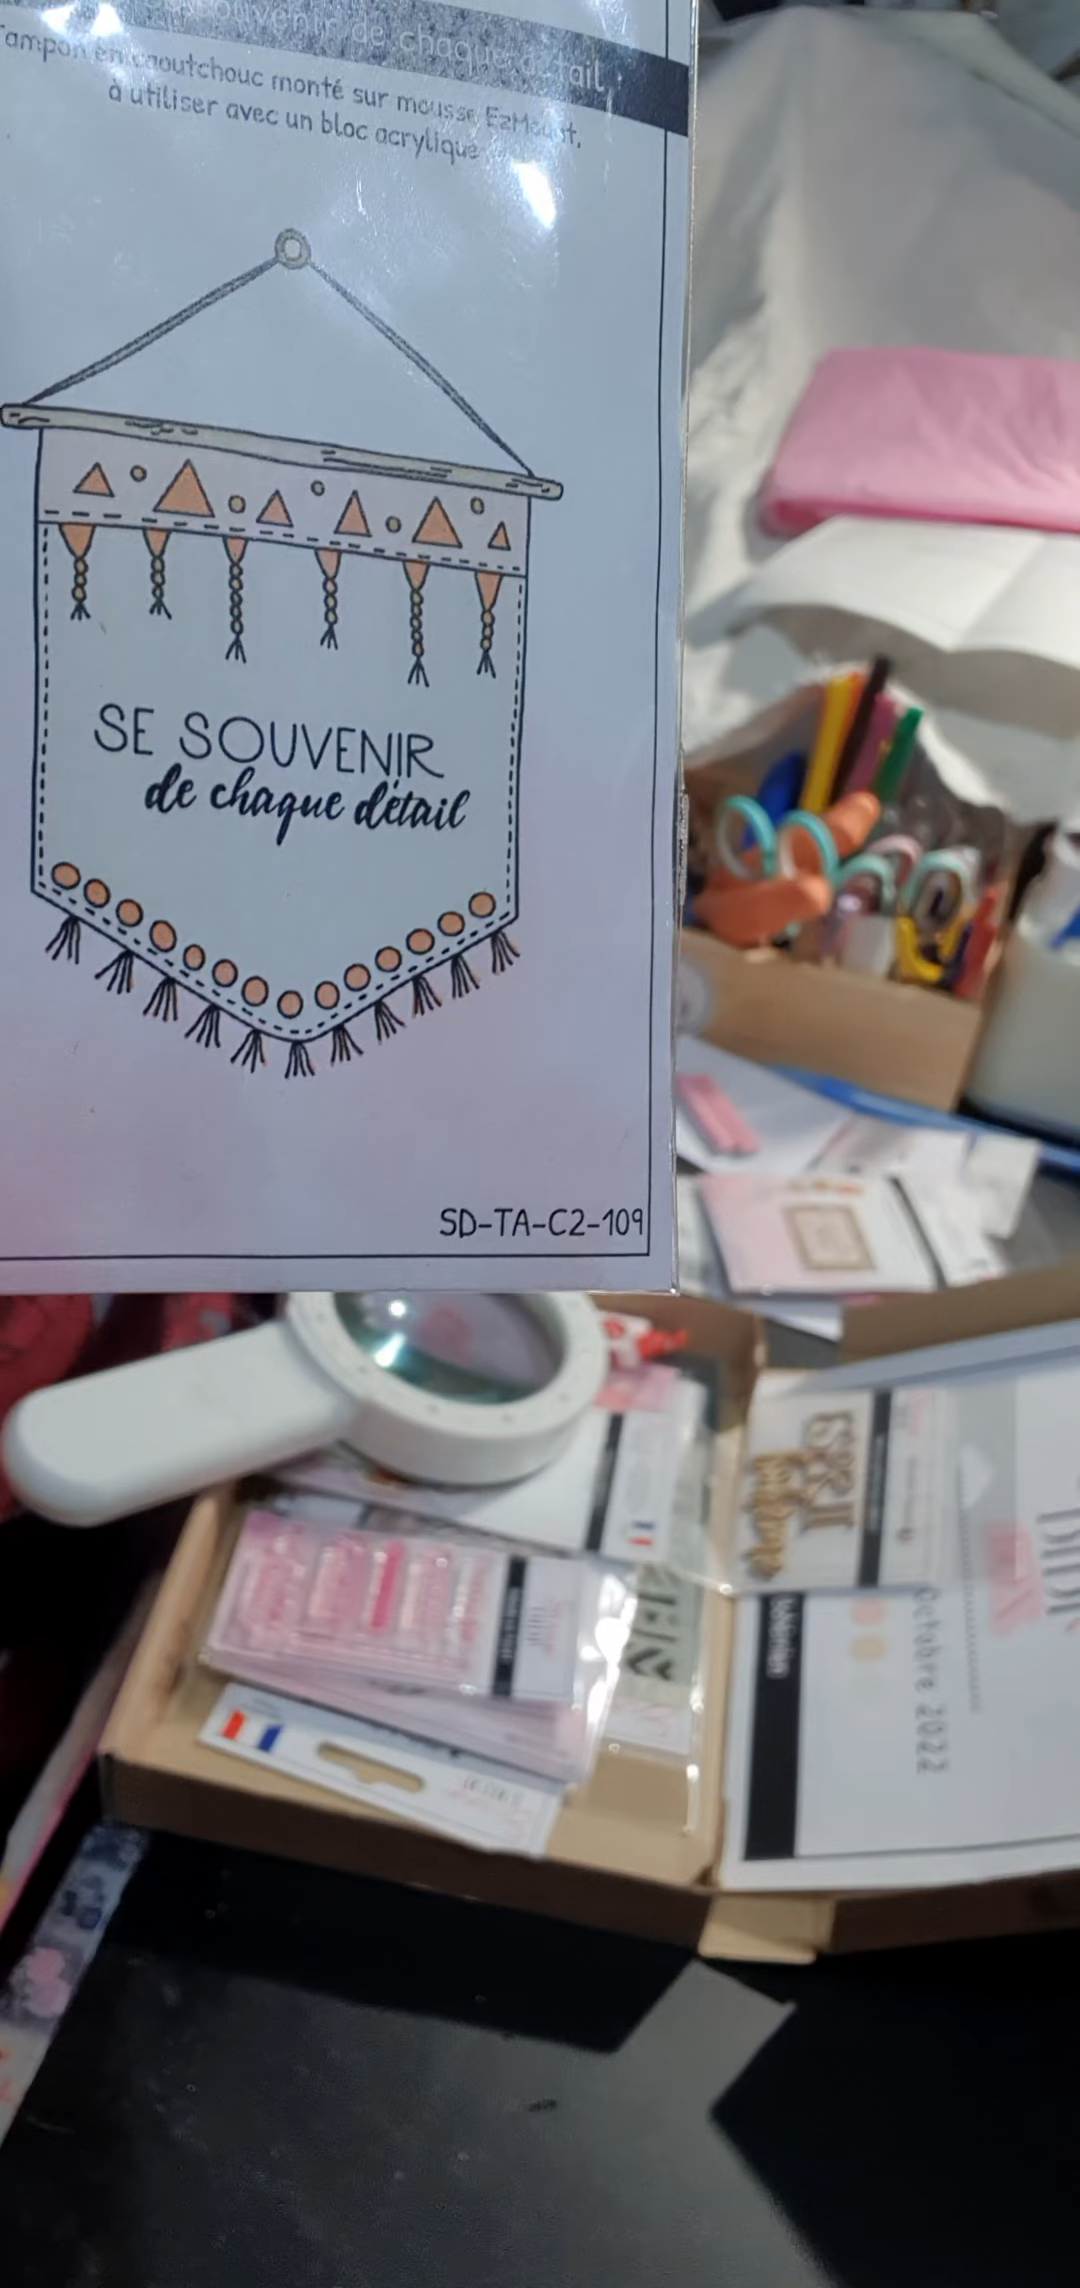 souvenir de chaque détail
Tampon en caoutchouc monté sur mousse EzMount,
à utiliser avec un bloc acrylique
SE SOUVENIR
de chaque détail
SD-TA-C2-109
Octobre 2022